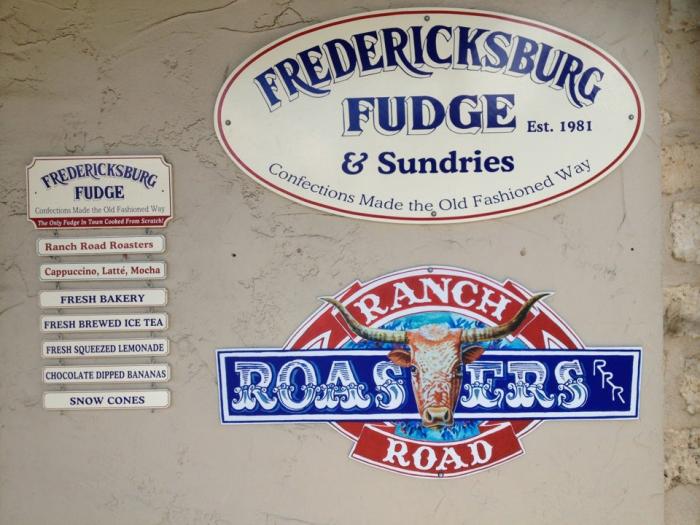 FREDERICKSBURG
FUDGE Est. 1981
& Sundries
Confections Made the Old Fashioned Way
FREDERICKSBURG
FUDGE
Confections Made the Old Fashioned Way
The Only Fudge In Town Cooked From Scratch!
Ranch Road Roasters
Cappuccino, Latté, Mocha
FRESH BAKERY
FRESH BREWED ICE TEA
FRESH SQUEEZED LEMONADE
CHOCOLATE DIPPED BANANAS
SNOW CONES
RANCH
ROASTERS RRR
ROAD